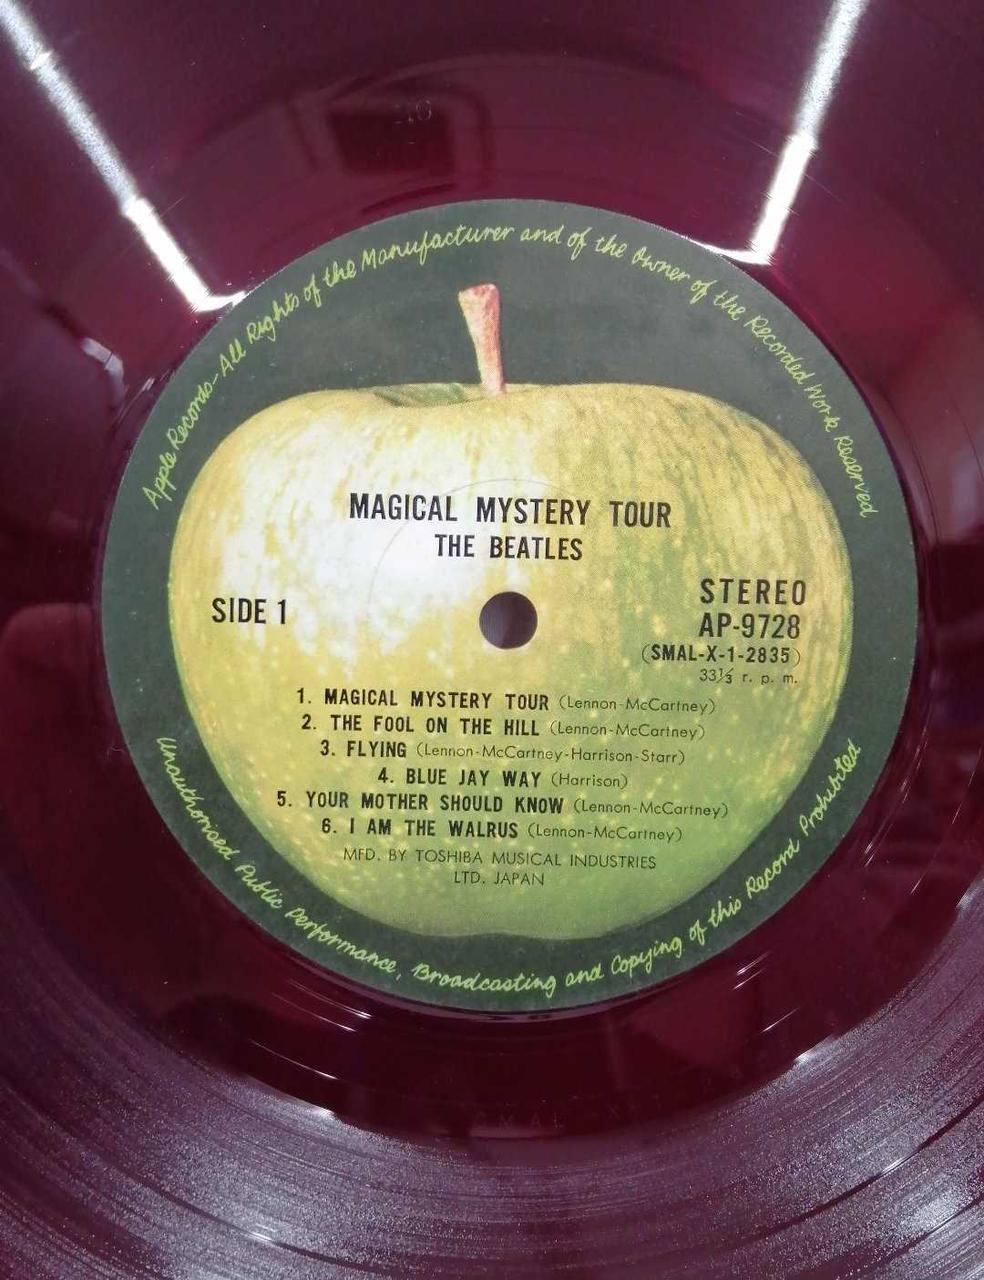 Apple Records-All Rights of the Manufacturer and of the Owner of the Recorded Work Reserved
MAGICAL MYSTERY TOUR
THE BEATLES
SIDE 1
STEREO
AP-9728
(SMAL-X-1-2835)
33⅓ r. p. m.
1. MAGICAL MYSTERY TOUR (Lennon-McCartney)
2. THE FOOL ON THE HILL (Lennon-McCartney)
3. FLYING (Lennon-McCartney-Harrison-Starr)
4. BLUE JAY WAY (Harrison)
5. YOUR MOTHER SHOULD KNOW (Lennon-McCartney)
6. I AM THE WALRUS (Lennon-McCartney)
MFD. BY TOSHIBA MUSICAL INDUSTRIES
LTD. JAPAN
Unauthorised Public Performance, Broadcasting and Copying of this Record Prohibited